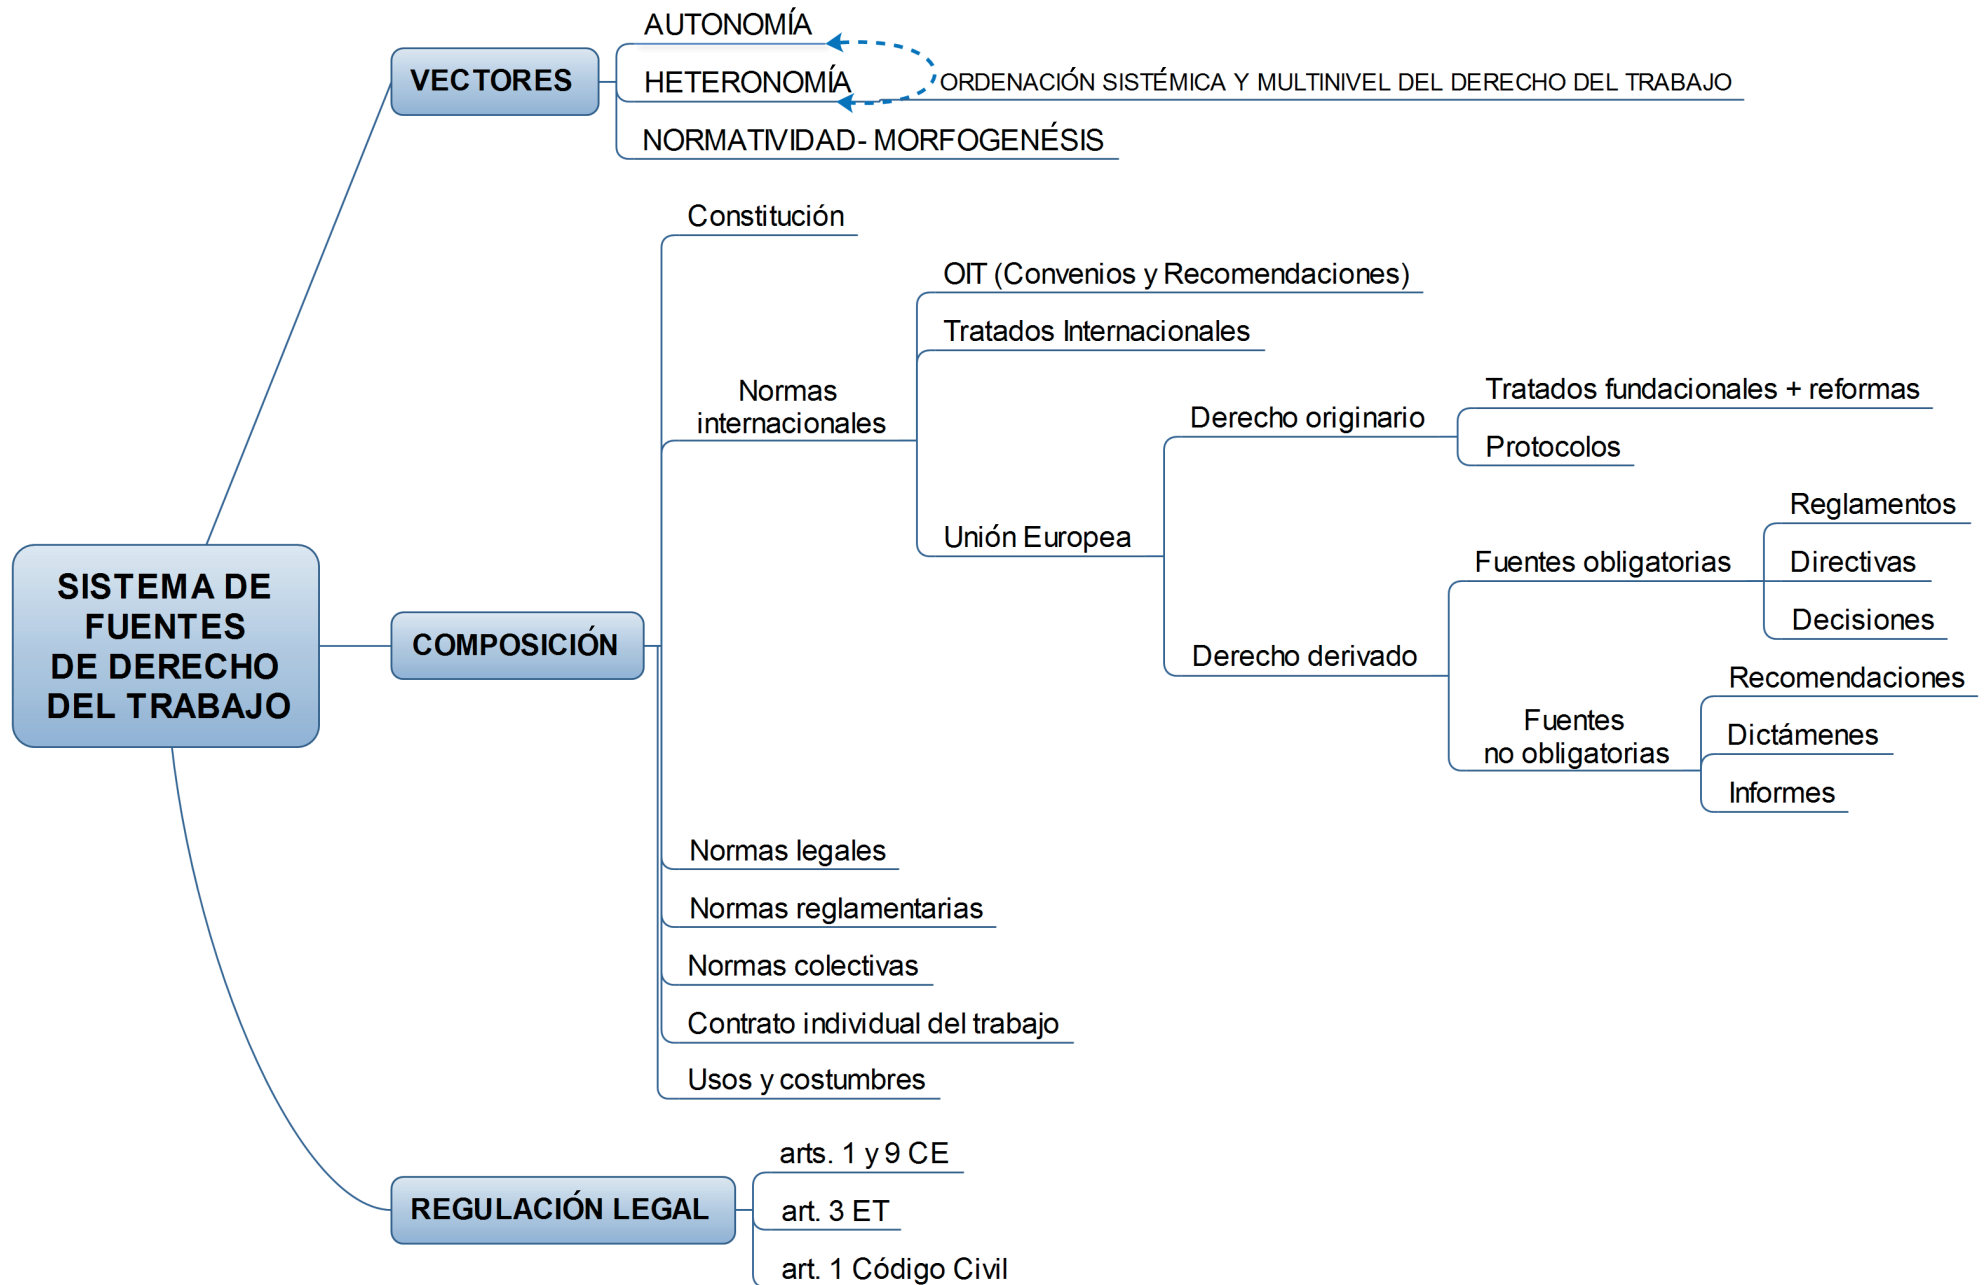 AUTONOMÍA
VECTORES
HETERONOMÍA
ORDENACIÓN SISTÉMICA Y MULTINIVEL DEL DERECHO DEL TRABAJO
NORMATIVIDAD- MORFOGENÉSIS
Constitución
OIT (Convenios y Recomendaciones)
Tratados Internacionales
Normas
internacionales
Tratados fundacionales + reformas
Derecho originario
Protocolos
Unión Europea
Reglamentos
Fuentes obligatorias
Directivas
Decisiones
Derecho derivado
Recomendaciones
Fuentes
no obligatorias
Dictámenes
Informes
SISTEMA DE
FUENTES
DE DERECHO
DEL TRABAJO
COMPOSICIÓN
Normas legales
Normas reglamentarias
Normas colectivas
Contrato individual del trabajo
Usos y costumbres
arts. 1 y 9 CE
REGULACIÓN LEGAL
art. 3 ET
art. 1 Código Civil